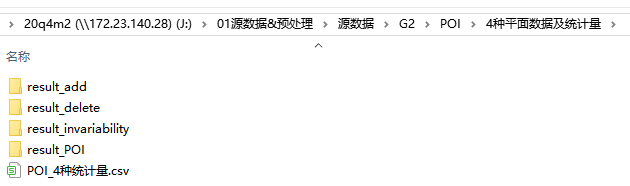 20q4m2 (\\172.23.140.28) (J:) > 01源数据&预处理 > 源数据 > G2 > POI > 4种平面数据及统计量 >
名称
result_add
result_delete
result_invariability
result_POI
POI_4种统计量.csv